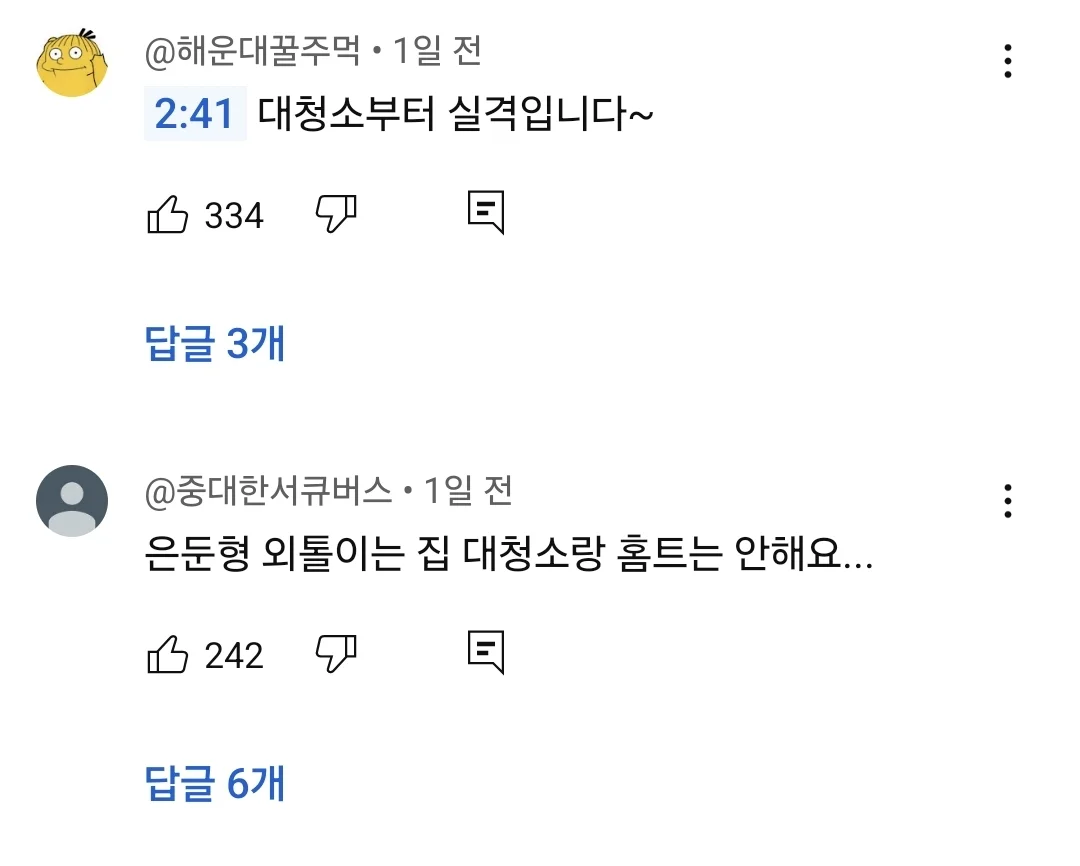 @해운대꿀주먹 • 1일 전
2:41 대청소부터 실격입니다~
334
답글 3개
@중대한서큐버스 • 1일 전
은둔형 외톨이는 집 대청소랑 홈트는 안해요...
242
답글 6개